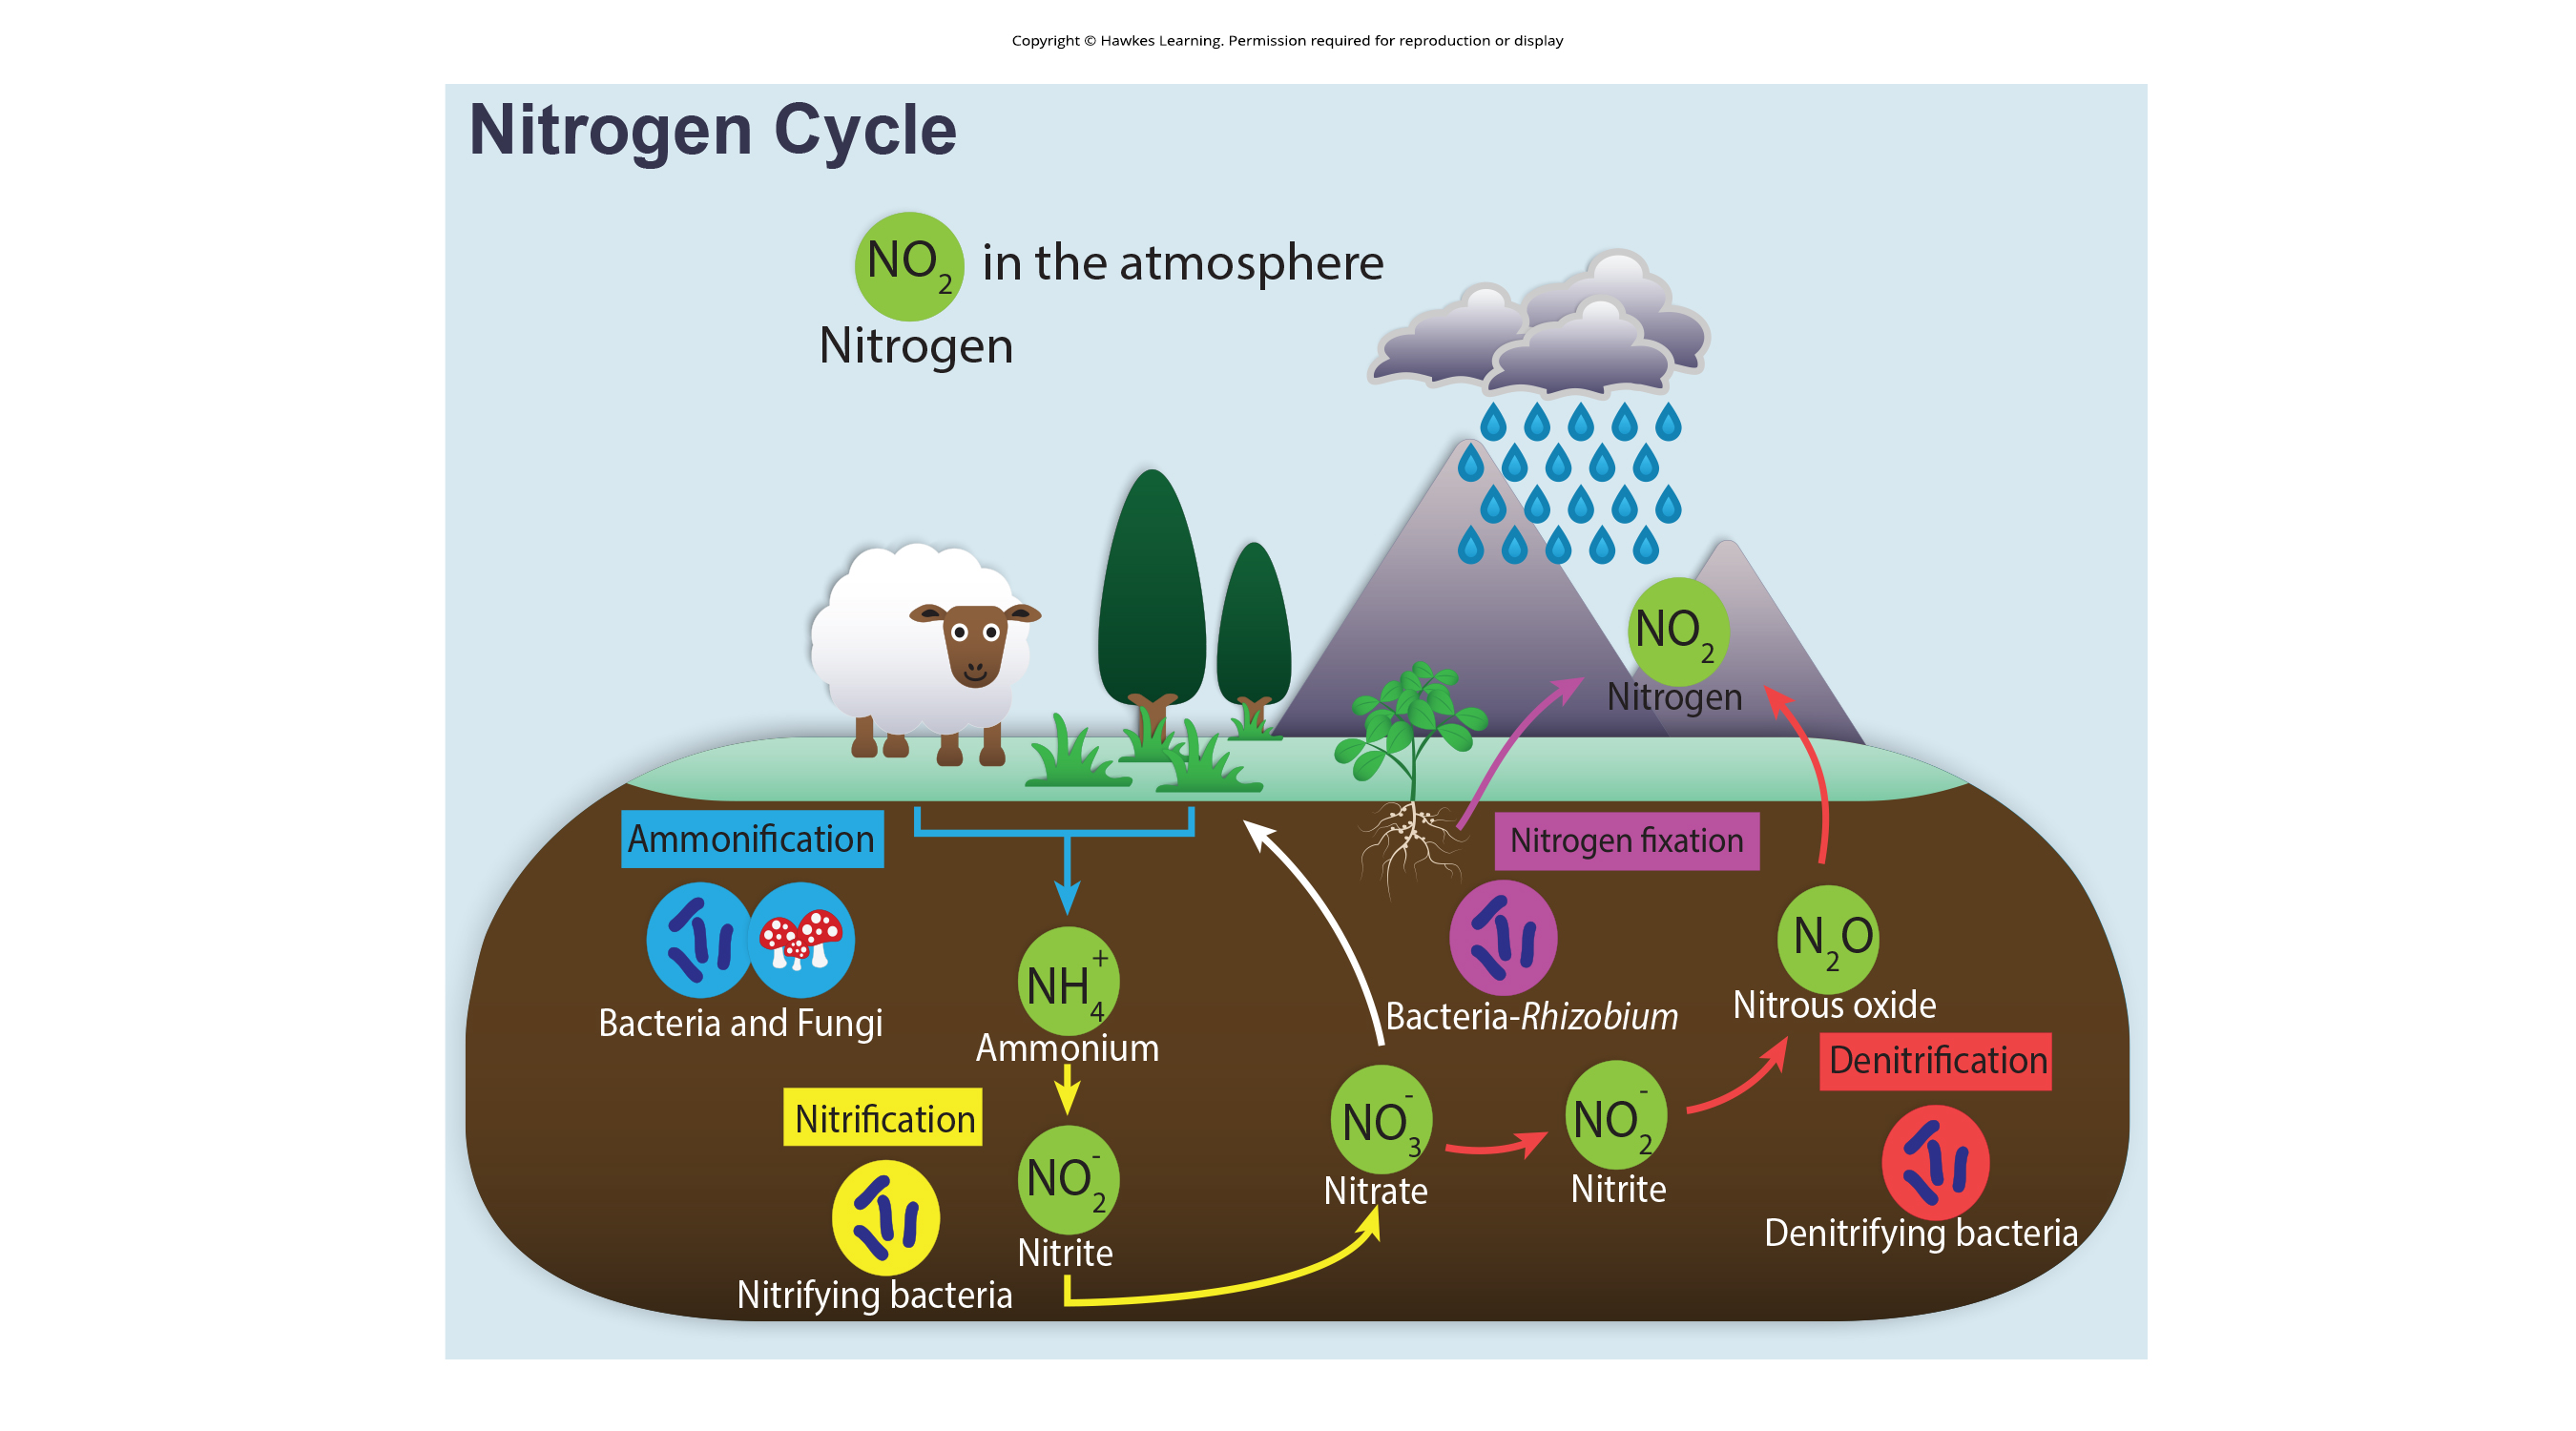 Copyright © Hawkes Learning. Permission required for reproduction or display
Nitrogen Cycle
NO₂ in the atmosphere
Nitrogen
NO₂
Nitrogen
Ammonification
Nitrogen fixation
Bacteria and Fungi
NH₄⁺
Ammonium
Bacteria-Rhizobium
N₂O
Nitrous oxide
Denitrification
Nitrification
NO₂⁻
Nitrite
NO₃⁻
Nitrate
NO₂⁻
Nitrite
Denitrifying bacteria
Nitrifying bacteria